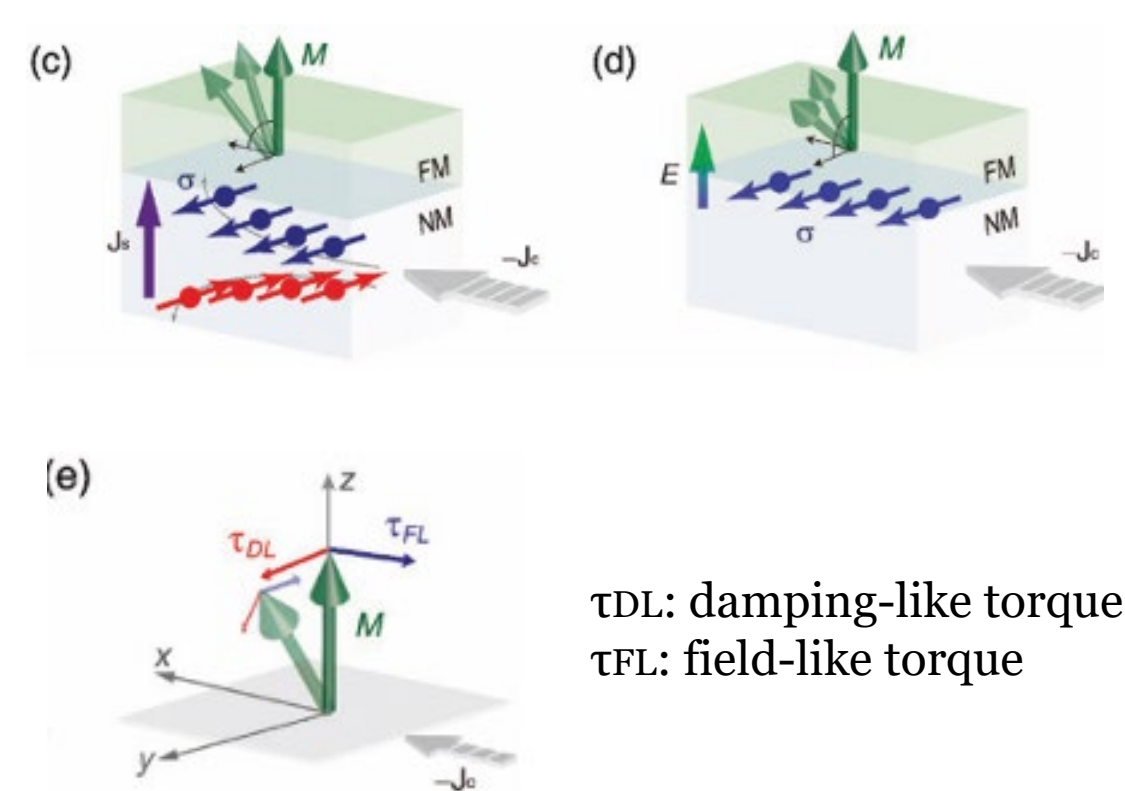 (c)
M
FM
σ
NM
Js
-Jc
(d)
M
E
FM
σ
NM
-Jc
(e)
z
τDL
τFL
M
x
y
-Jc
τDL: damping-like torque
τFL: field-like torque